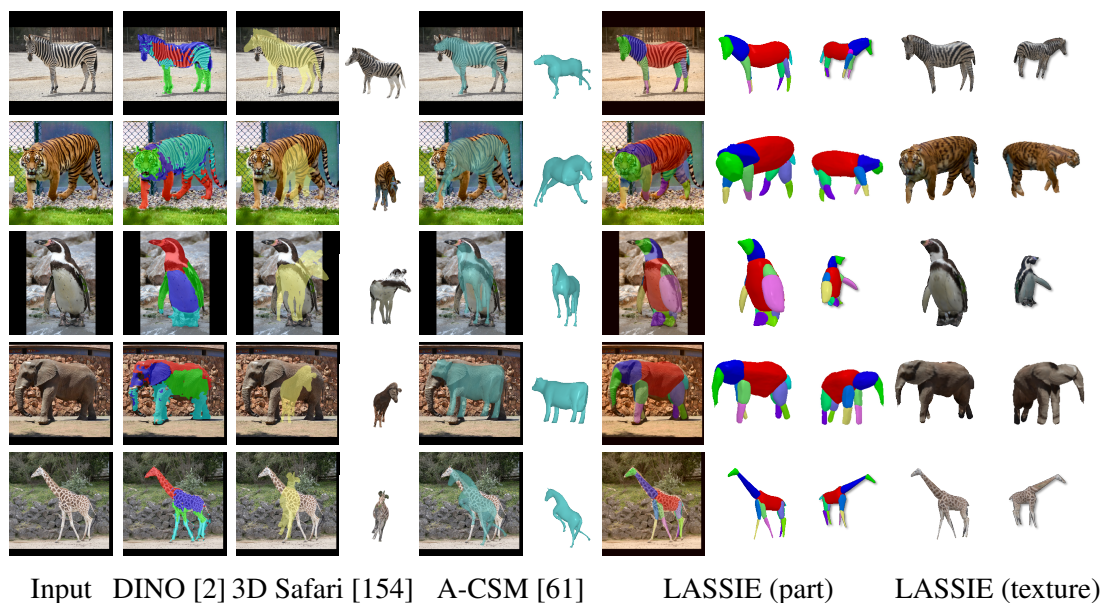 Input DINO [2] 3D Safari [154] A-CSM [61] LASSIE (part) LASSIE (texture)